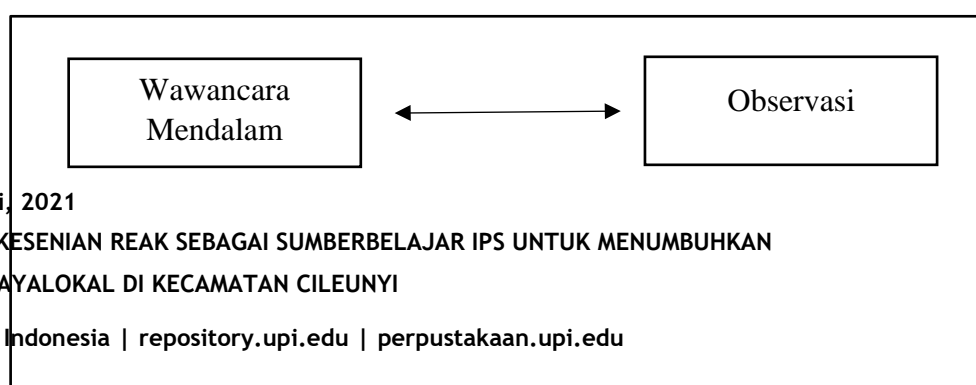 Wawancara
Mendalam
Observasi
i, 2021
KESENIAN REAK SEBAGAI SUMBERBELAJAR IPS UNTUK MENUMBUHKAN
AYALOKAL DI KECAMATAN CILEUNYI
Indonesia | repository.upi.edu | perpustakaan.upi.edu